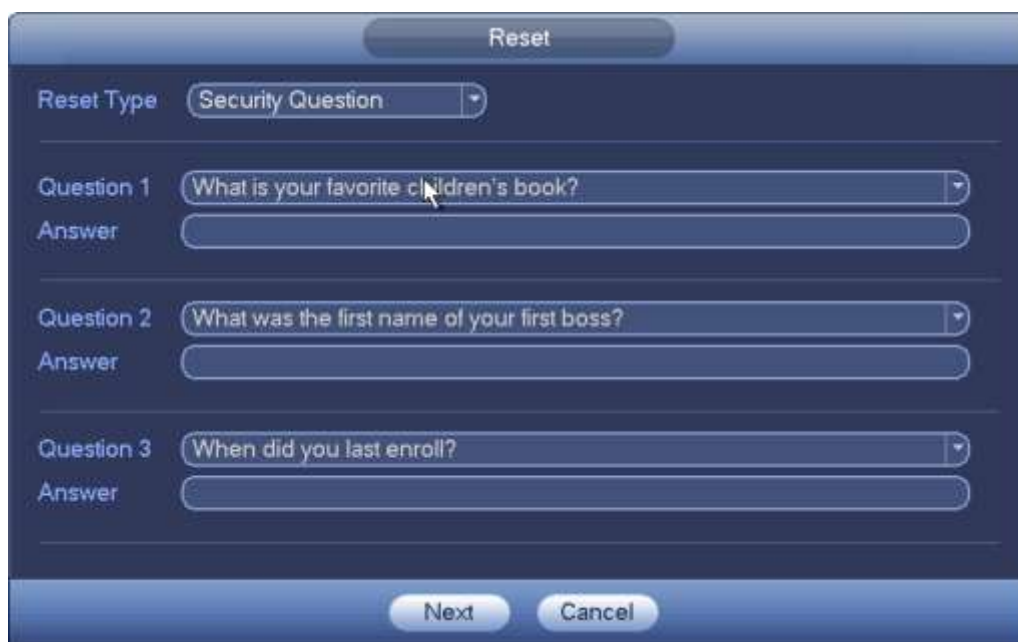 Reset
Reset Type Security Question
Question 1 What is your favorite children's book?
Answer
Question 2 What was the first name of your first boss?
Answer
Question 3 When did you last enroll?
Answer
Next Cancel